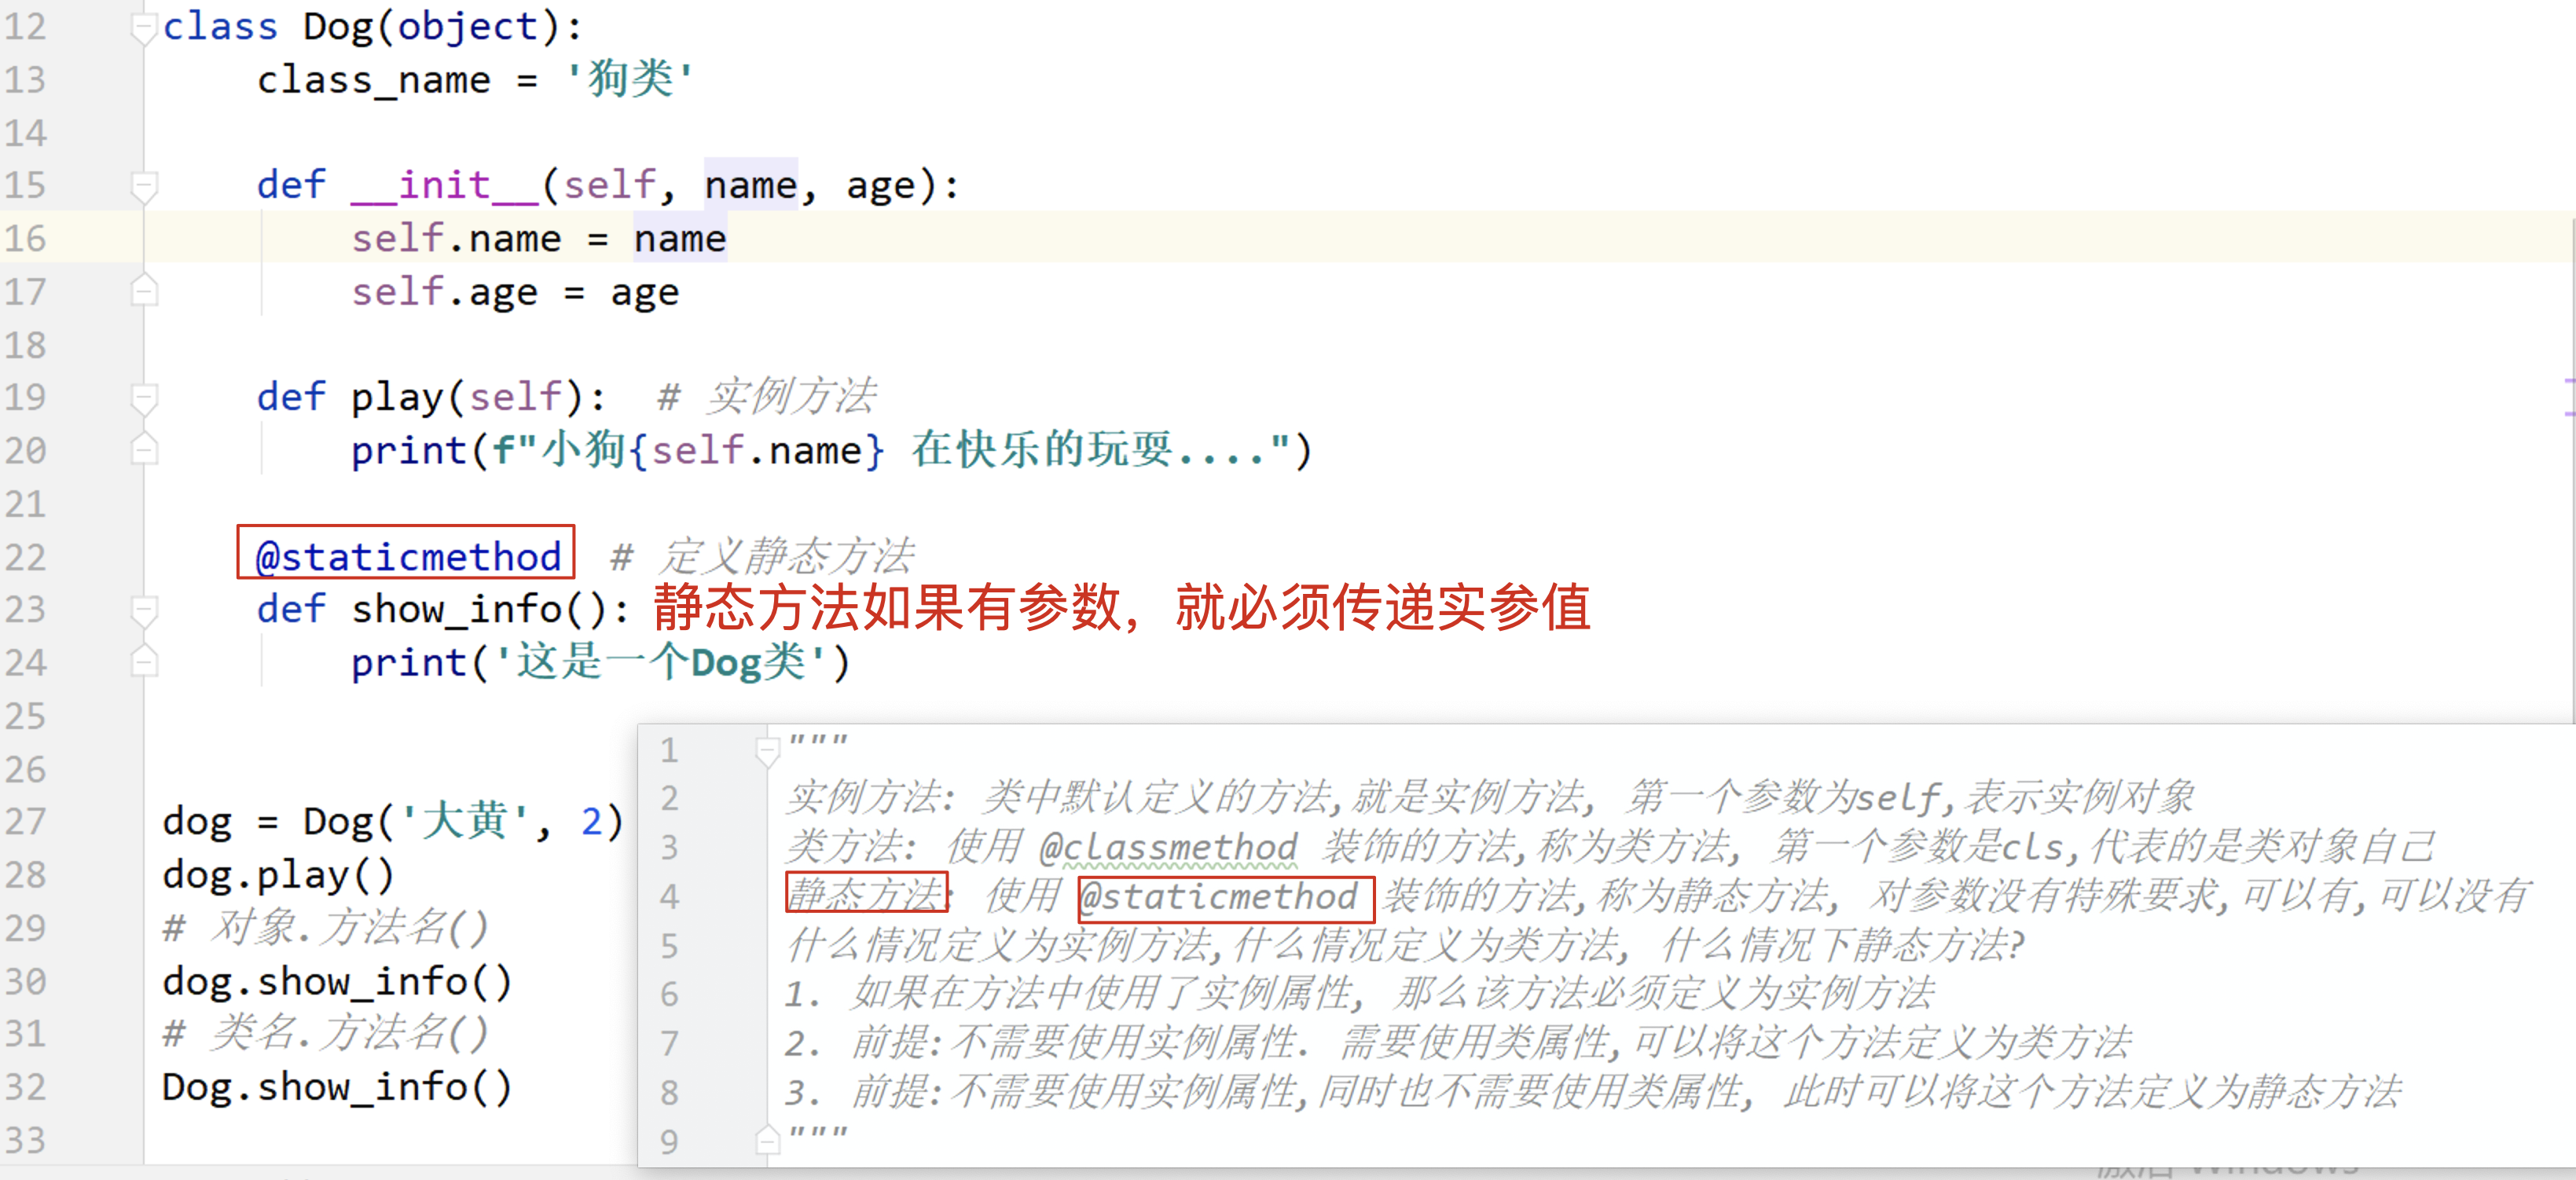 12 class Dog(object):
13 class_name = '狗类'
14
15 def __init__(self, name, age):
16 self.name = name
17 self.age = age
18
19 def play(self): # 实例方法
20 print(f"小狗{self.name} 在快乐的玩耍....")
21
22 @staticmethod # 定义静态方法
23 def show_info(): 静态方法如果有参数，就必须传递实参值
24 print('这是一个Dog类')
25
26
27 dog = Dog('大黄', 2)
28 dog.play()
29 # 对象.方法名()
30 dog.show_info()
31 # 类名.方法名()
32 Dog.show_info()
33
1 """
2 实例方法: 类中默认定义的方法,就是实例方法, 第一个参数为self,表示实例对象
3 类方法: 使用 @classmethod 装饰的方法,称为类方法, 第一个参数是cls,代表的是类对象自己
4 静态方法: 使用 @staticmethod 装饰的方法,称为静态方法, 对参数没有特殊要求,可以有,可以没有
5 什么情况定义为实例方法,什么情况定义为类方法, 什么情况下静态方法?
6 1. 如果在方法中使用了实例属性, 那么该方法必须定义为实例方法
7 2. 前提:不需要使用实例属性. 需要使用类属性,可以将这个方法定义为类方法
8 3. 前提:不需要使用实例属性,同时也不需要使用类属性, 此时可以将这个方法定义为静态方法
9 """